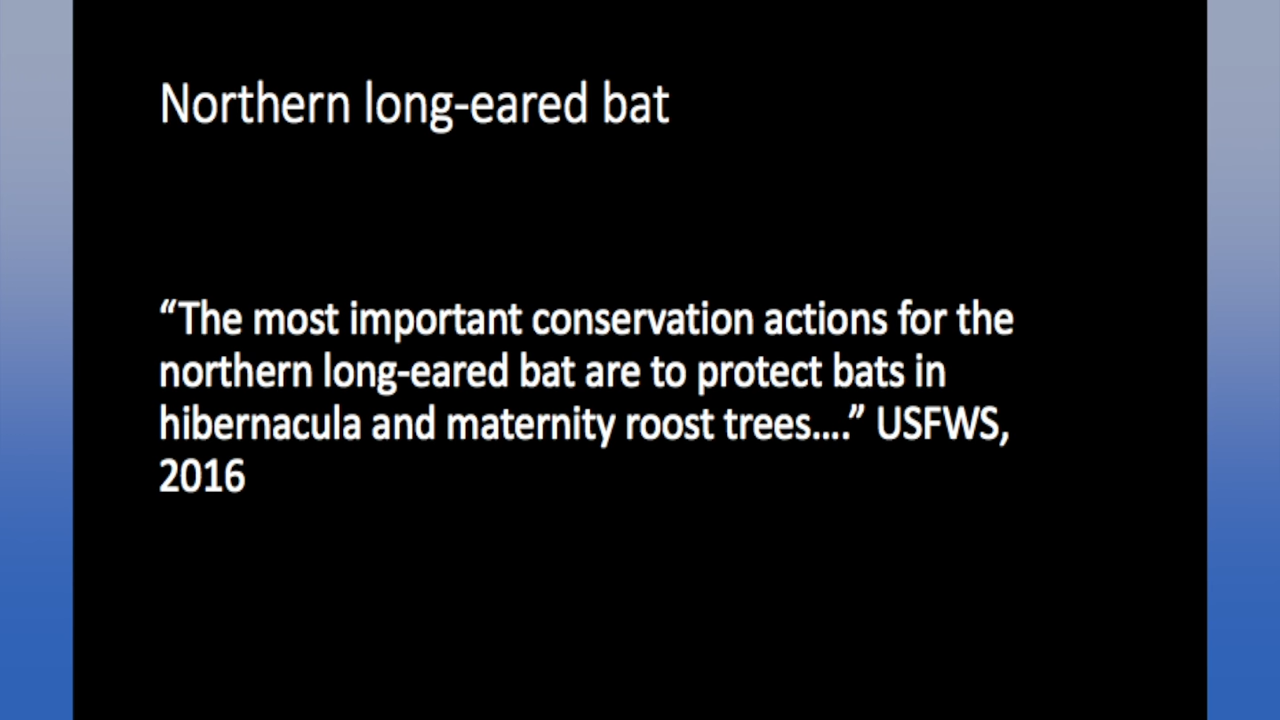 Northern long-eared bat
“The most important conservation actions for the
northern long-eared bat are to protect bats in
hibernacula and maternity roost trees….” USFWS,
2016